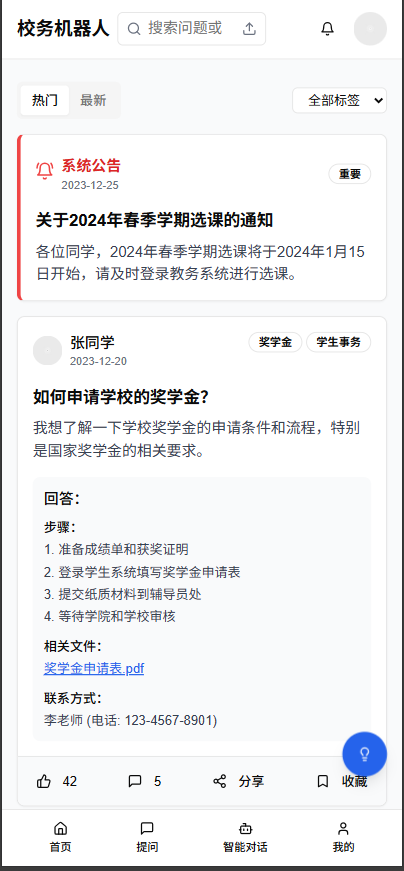 校务机器人
搜索问题或
热门
最新
全部标签
系统公告
2023-12-25
重要
关于2024年春季学期选课的通知
各位同学，2024年春季学期选课将于2024年1月15
日开始，请及时登录教务系统进行选课。
张同学
2023-12-20
奖学金
学生事务
如何申请学校的奖学金？
我想了解一下学校奖学金的申请条件和流程，特别
是国家奖学金的相关要求。
回答：
步骤：
1. 准备成绩单和获奖证明
2. 登录学生系统填写奖学金申请表
3. 提交纸质材料到辅导员处
4. 等待学院和学校审核
相关文件：
奖学金申请表.pdf
联系方式：
李老师 (电话: 123-4567-8901)
42
5
分享
收藏
首页
提问
智能对话
我的